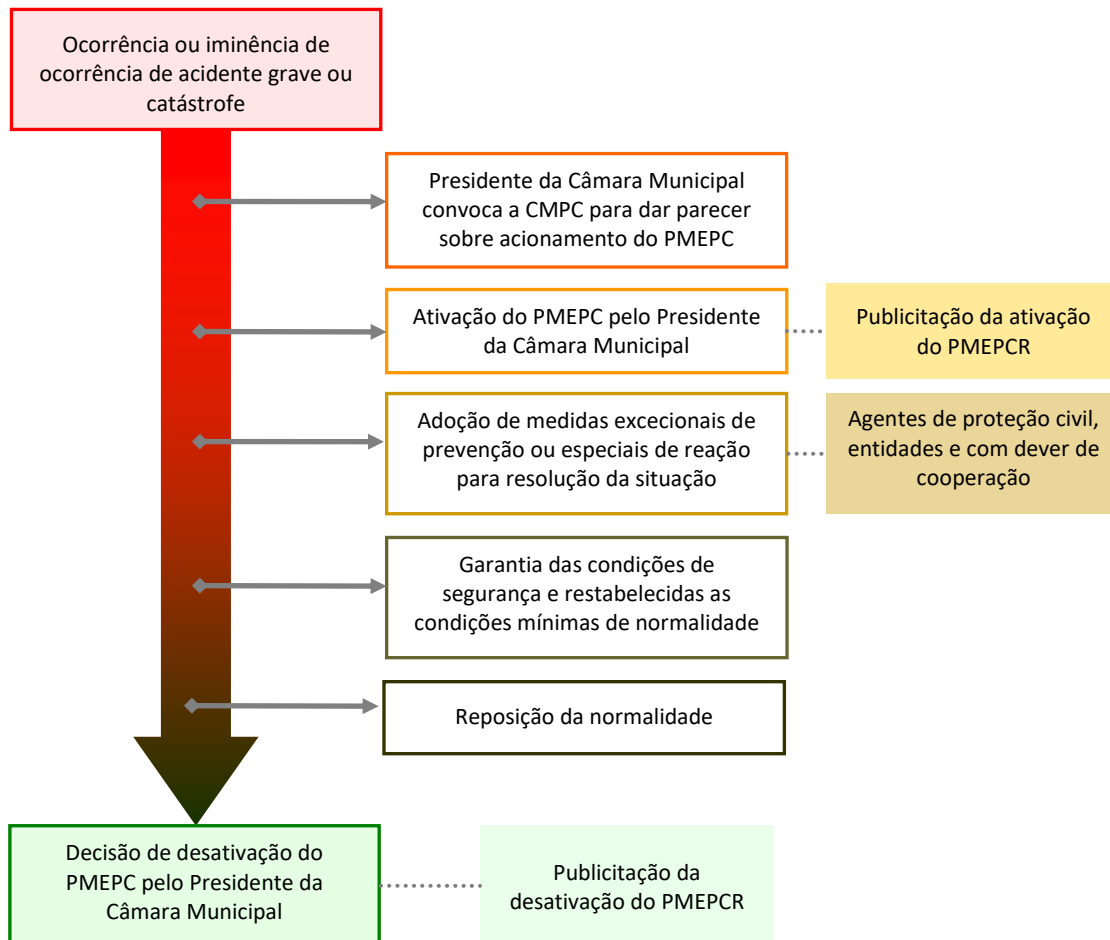 Ocorrência ou iminência de
ocorrência de acidente grave ou
catástrofe
Presidente da Câmara Municipal
convoca a CMPC para dar parecer
sobre acionamento do PMEPC
Ativação do PMEPC pelo Presidente
da Câmara Municipal
Publicitação da ativação
do PMEPCR
Adoção de medidas excecionais de
prevenção ou especiais de reação
para resolução da situação
Agentes de proteção civil,
entidades e com dever de
cooperação
Garantia das condições de
segurança e restabelecidas as
condições mínimas de normalidade
Reposição da normalidade
Decisão de desativação do
PMEPC pelo Presidente da
Câmara Municipal
Publicitação da
desativação do PMEPCR